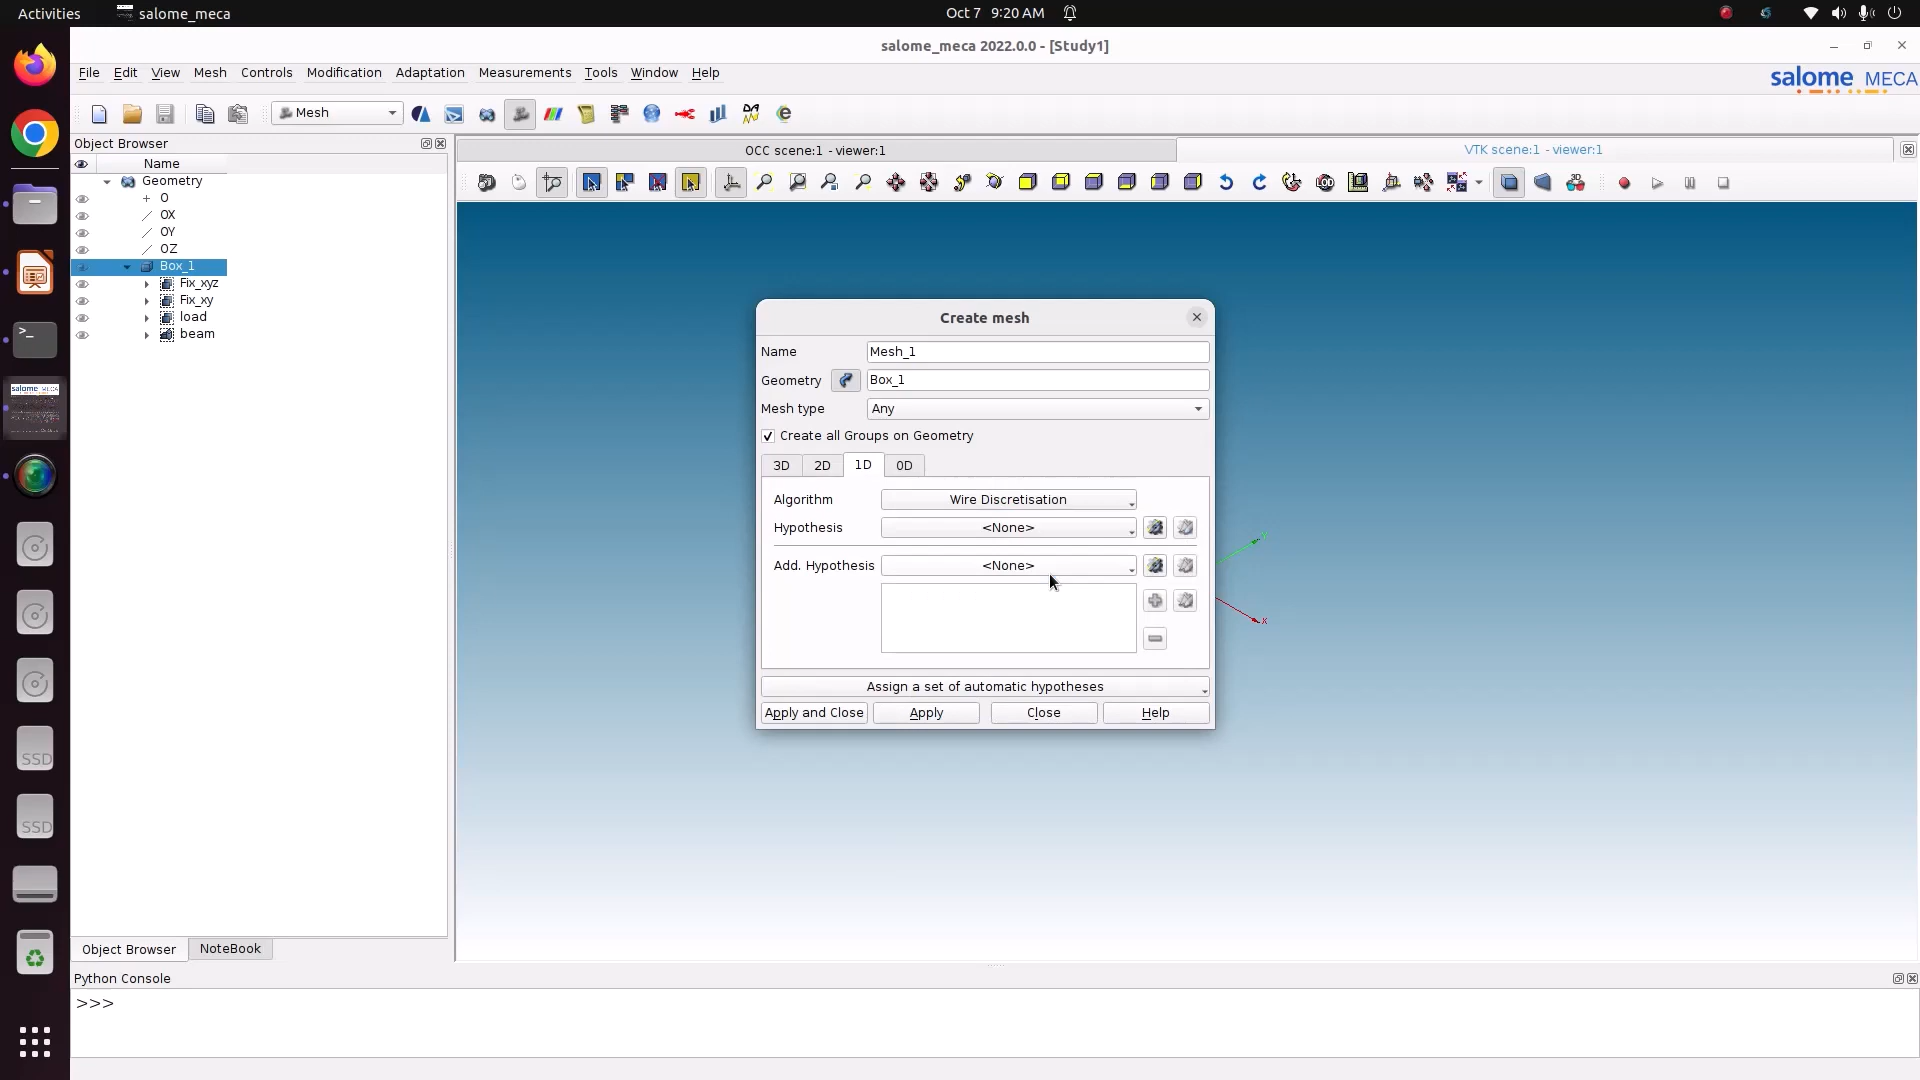 Activities
salome_meca
Oct 7 9:20 AM
salome_meca 2022.0.0 - [Study1]
File Edit View Mesh Controls Modification Adaptation Measurements Tools Window Help
salome MECA
Mesh
Object Browser
OCC scene:1 - viewer:1
VTK scene:1 - viewer:1
Name
Geometry
O
OX
OY
OZ
Box_1
Fix_xyz
Fix_xy
load
beam
Create mesh
Name Mesh_1
Geometry Box_1
Mesh type Any
Create all Groups on Geometry
3D 2D 1D 0D
Algorithm Wire Discretisation
Hypothesis <None>
Add. Hypothesis <None>
Assign a set of automatic hypotheses
Apply and Close Apply Close Help
Y
X
SSD
SSD
Object Browser NoteBook
Python Console
>>>